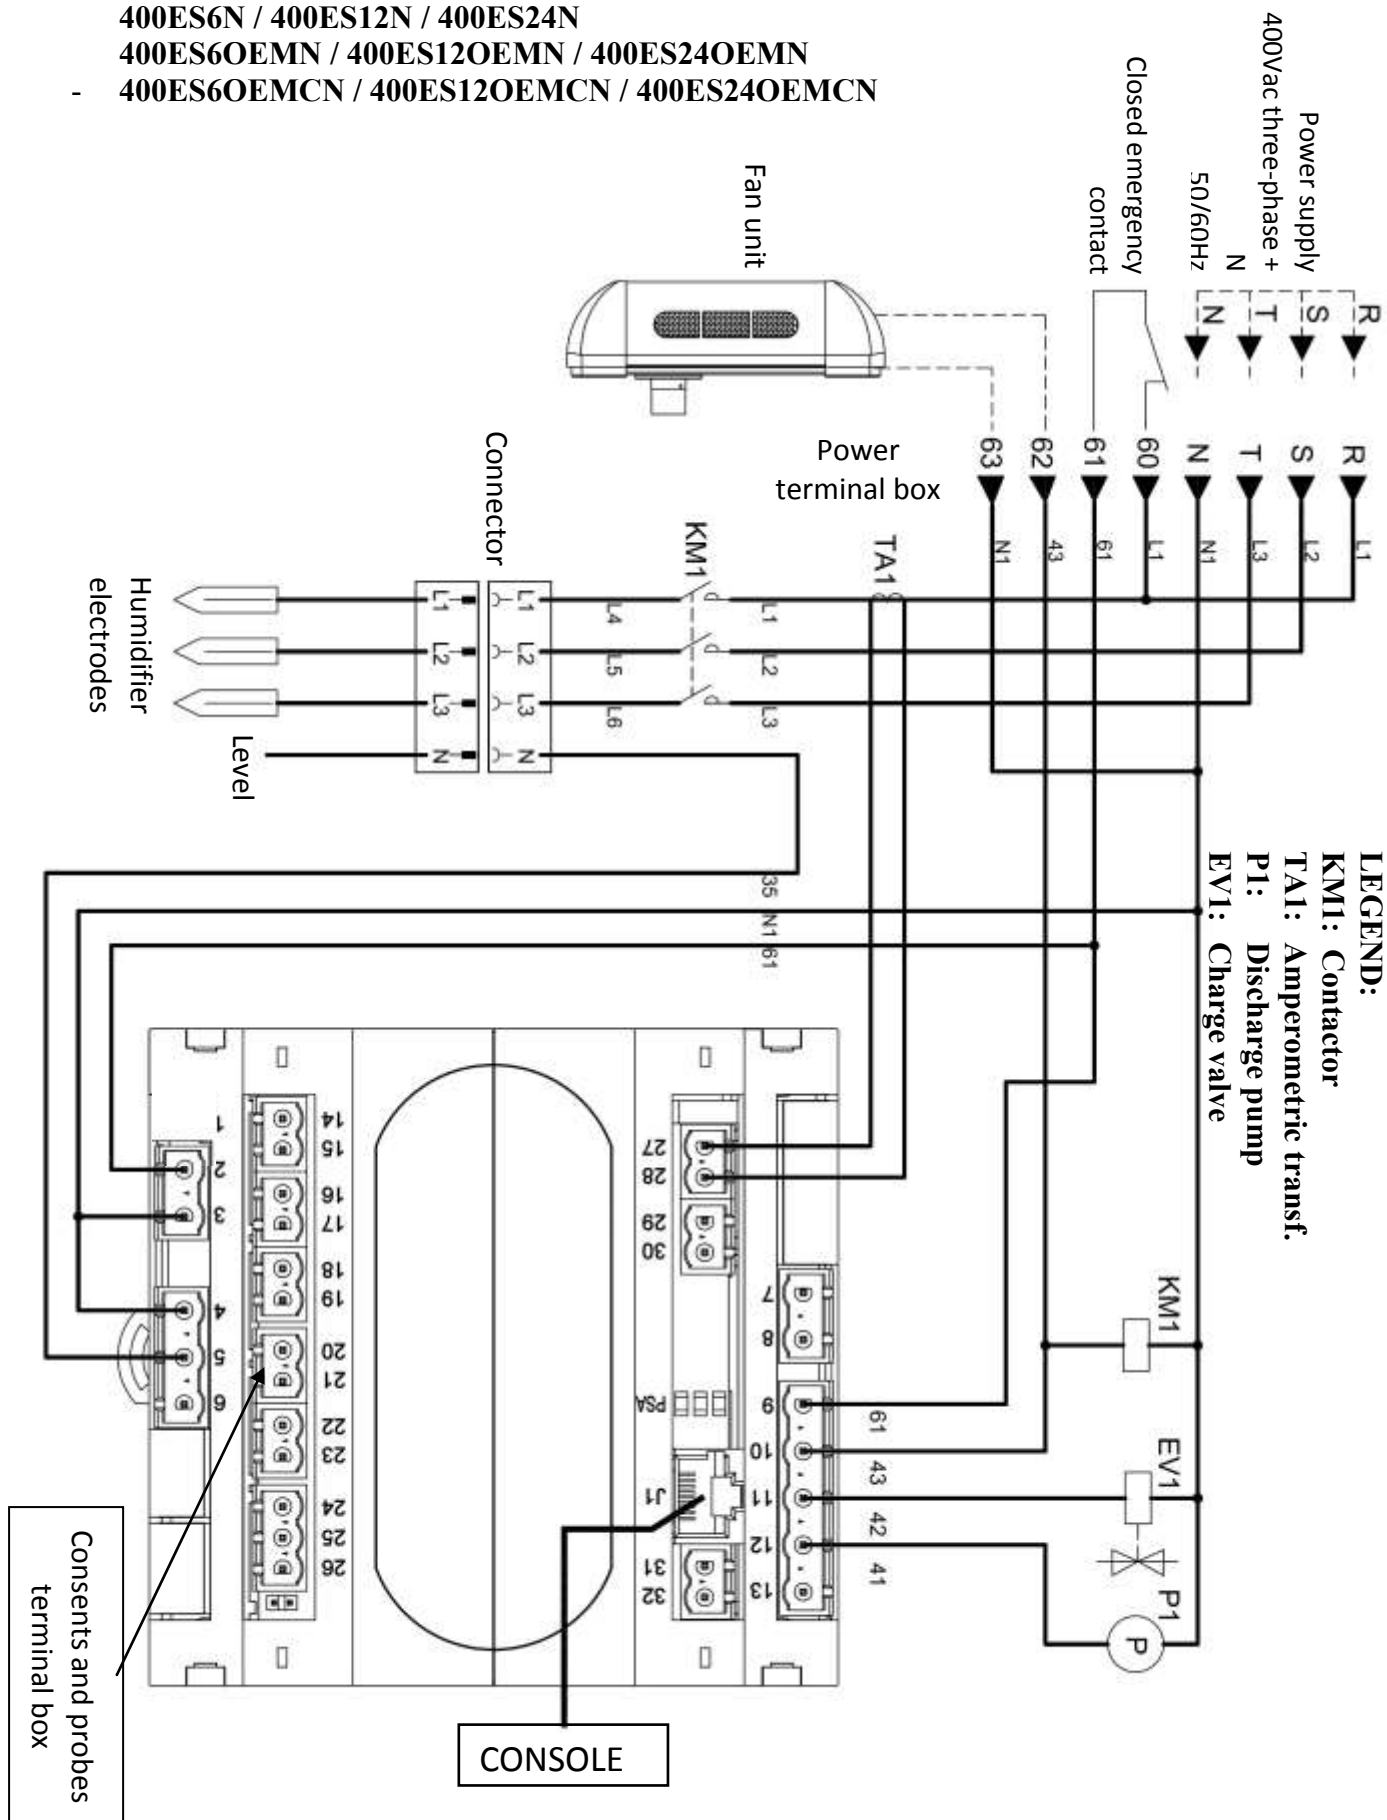 400ES6N / 400ES12N / 400ES24N
400ES6OEMN / 400ES12OEMN / 400ES24OEMN
- 400ES6OEMCN / 400ES12OEMCN / 400ES24OEMCN
Power supply
400Vac three-phase +
N
50/60Hz
Closed emergency
contact
Fan unit
R
S
T
N
R
S
T
N
60
61
62
63
Power
terminal box
L1
L2
L3
N1
L1
61
43
N1
TA1
KM1
Connector
L1
L2
L3
L4
L5
L6
L1
L2
L3
N
L1
L2
L3
N
Humidifier
electrodes
Level
35
N1
61
LEGEND:
KM1: Contactor
TA1: Amperometric transf.
P1: Discharge pump
EV1: Charge valve
1
2
3
4
5
6
14
15
16
17
18
19
20
21
22
23
24
25
26
27
28
29
30
PSA
J1
31
32
7
8
9
10
11
12
13
61
43
42
41
KM1
EV1
P1
P
Consents and probes
terminal box
CONSOLE